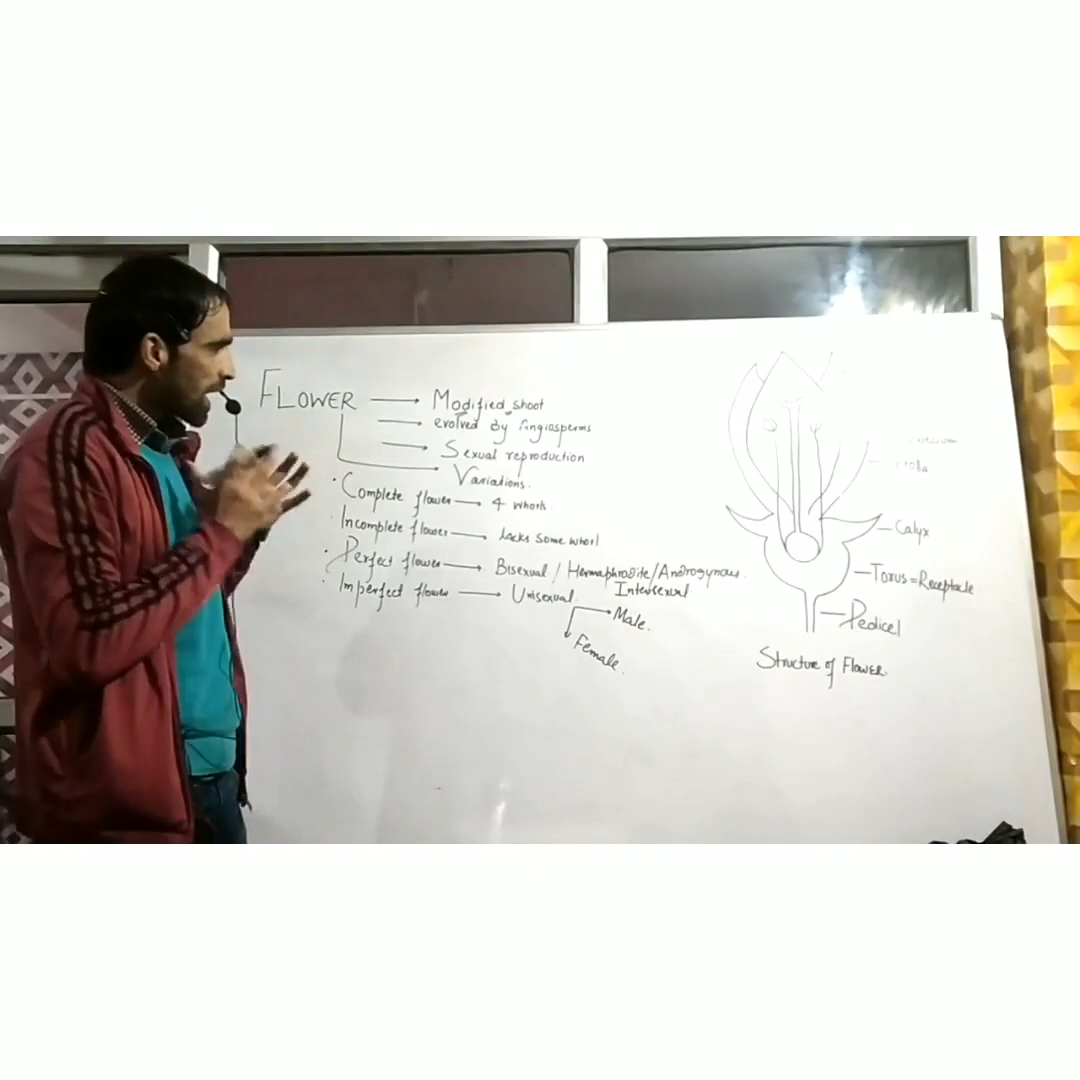 FLOWER → Modified shoot
→ evolved by Angiosperms
→ Sexual reproduction
→ Variations.
· Complete flower → 4 whorls
· Incomplete flower → lacks some whorl
· Perfect flower → Bisexual / Hermaphrodite / Androgynous
Intersexual
· Imperfect flower → Unisexual.
→ Male.
Female.
Calyx
Torus = Receptacle
Pedicel
Structure of FLOWER.